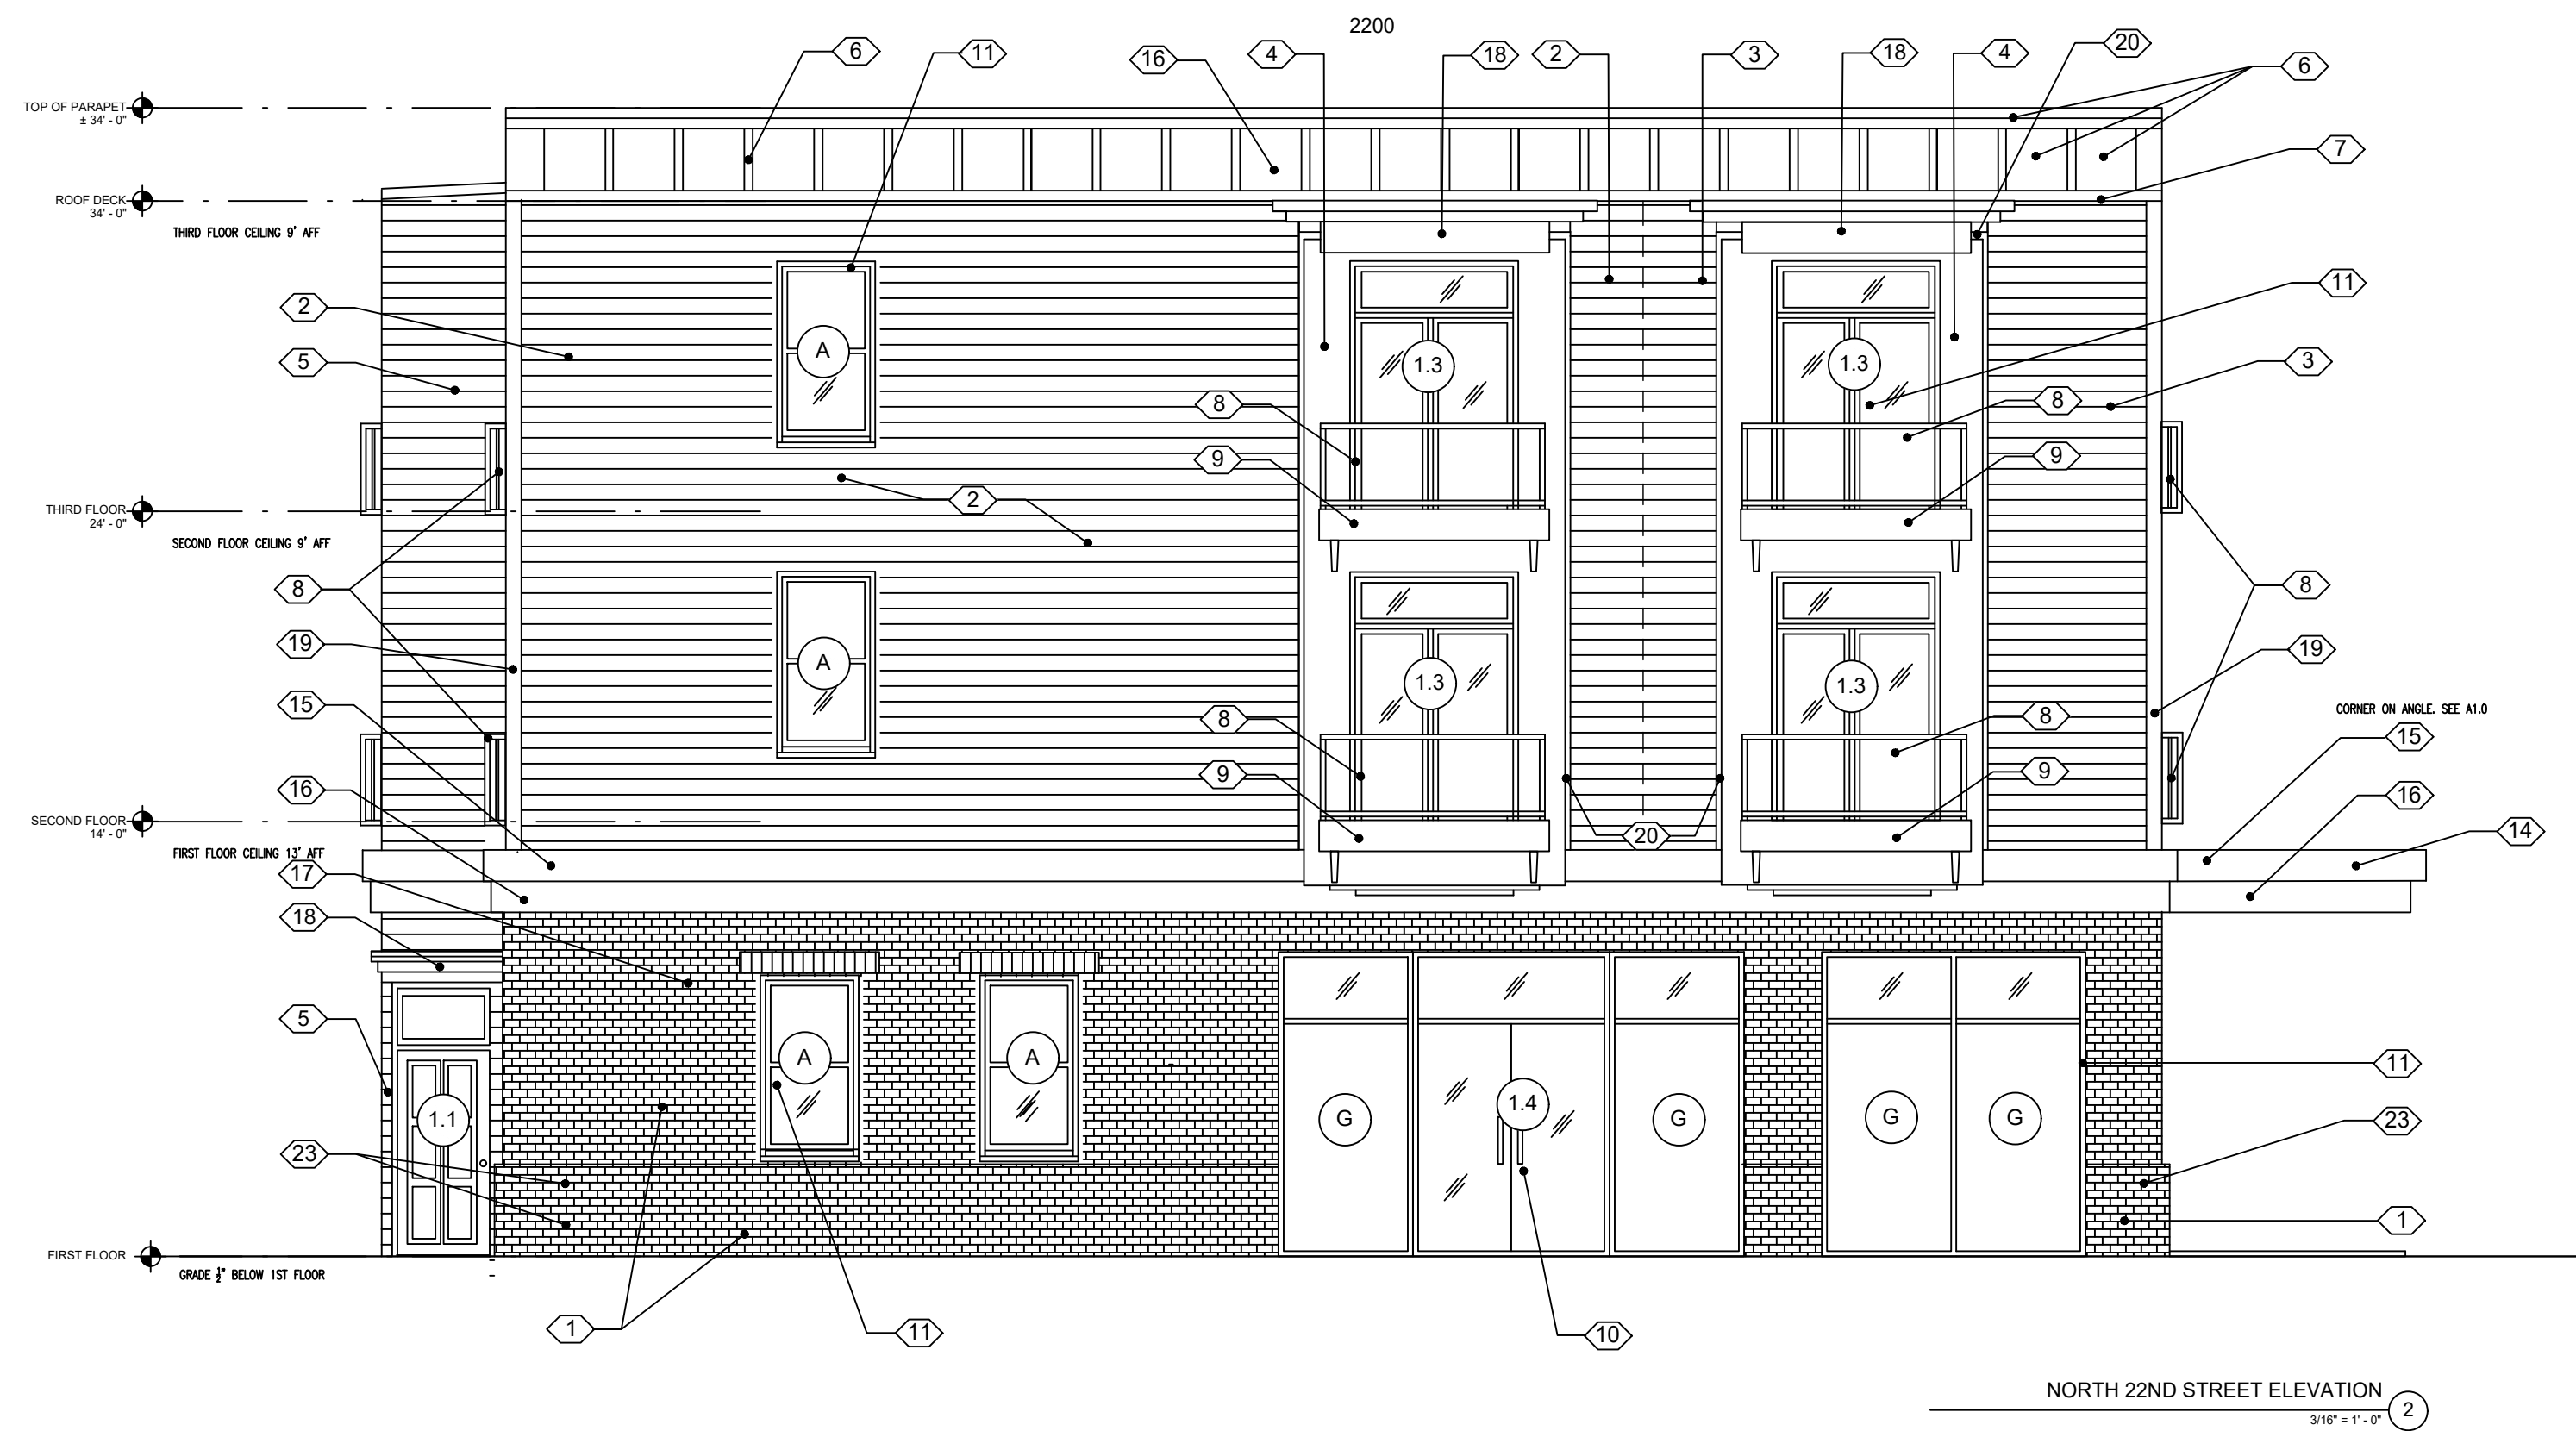 2200
6
11
16
4
18
2
3
18
4
20
6
TOP OF PARAPET
± 34' - 0"
7
ROOF DECK
34' - 0"
THIRD FLOOR CEILING 9' AFF
11
2
5
A
1.3
1.3
3
8
8
9
9
2
THIRD FLOOR
24' - 0"
SECOND FLOOR CEILING 9' AFF
8
8
19
A
1.3
1.3
19
15
8
8
CORNER ON ANGLE. SEE A1.0
15
16
9
9
16
SECOND FLOOR
14' - 0"
20
14
FIRST FLOOR CEILING 13' AFF
17
18
5
A
A
11
1.1
G
1.4
G
G
G
23
23
1
FIRST FLOOR
GRADE ½" BELOW 1ST FLOOR
1
11
10
NORTH 22ND STREET ELEVATION
3/16" = 1' - 0"
2